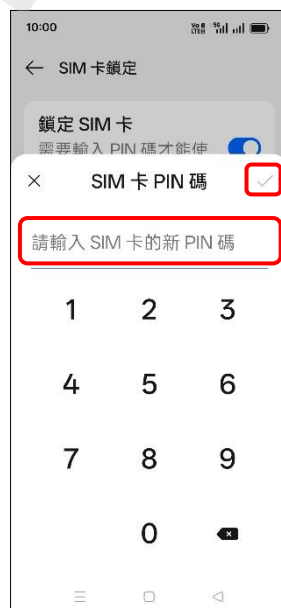 10:00
SIM 卡鎖定
鎖定 SIM 卡
需要輸入 PIN 碼才能使
SIM 卡 PIN 碼
請輸入 SIM 卡的新 PIN 碼
1 2 3
4 5 6
7 8 9
0